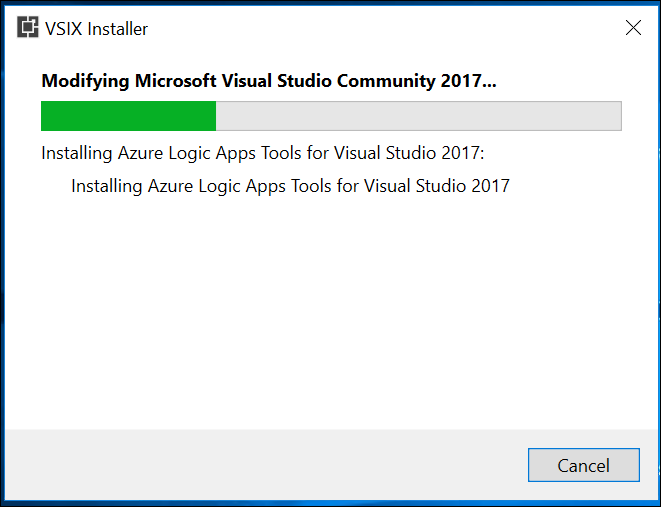 VSIX Installer
Modifying Microsoft Visual Studio Community 2017...
Installing Azure Logic Apps Tools for Visual Studio 2017:
Installing Azure Logic Apps Tools for Visual Studio 2017
Cancel